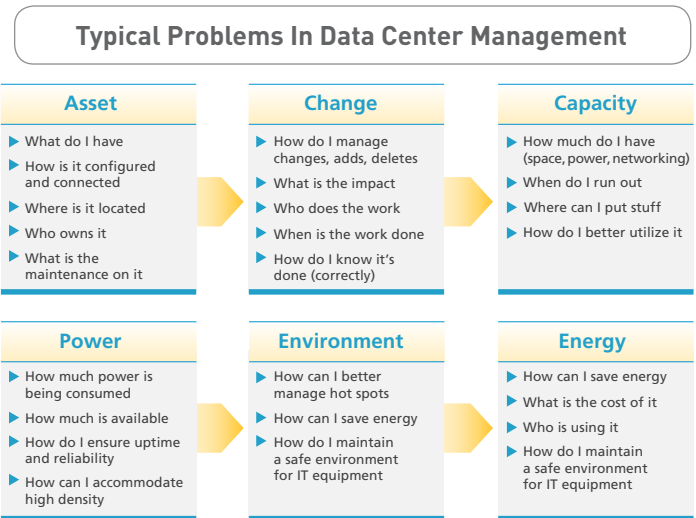 Typical Problems In Data Center Management
Asset
What do I have
How is it configured
and connected
Where is it located
Who owns it
What is the
maintenance on it
Change
How do I manage
changes, adds, deletes
What is the impact
Who does the work
When is the work done
How do I know it's
done (correctly)
Capacity
How much do I have
(space, power, networking)
When do I run out
Where can I put stuff
How do I better utilize it
Power
How much power is
being consumed
How much is available
How do I ensure uptime
and reliability
How can I accommodate
high density
Environment
How can I better
manage hot spots
How can I save energy
How do I maintain
a safe environment
for IT equipment
Energy
How can I save energy
What is the cost of it
Who is using it
How do I maintain
a safe environment
for IT equipment